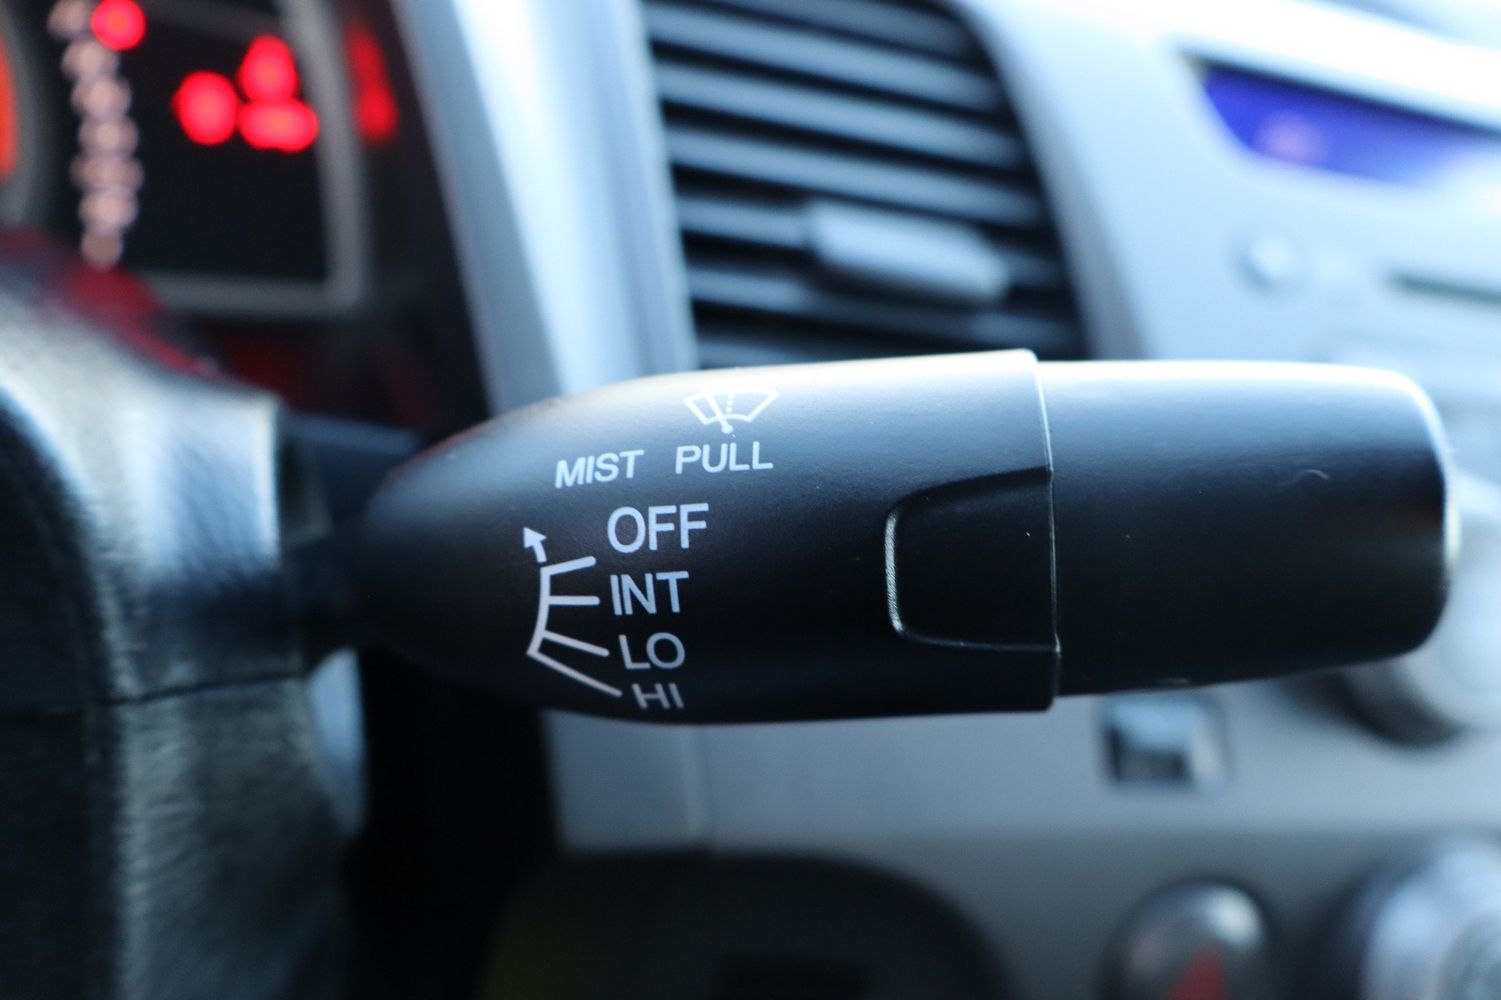 MIST PULL
OFF
INT
LO
HI